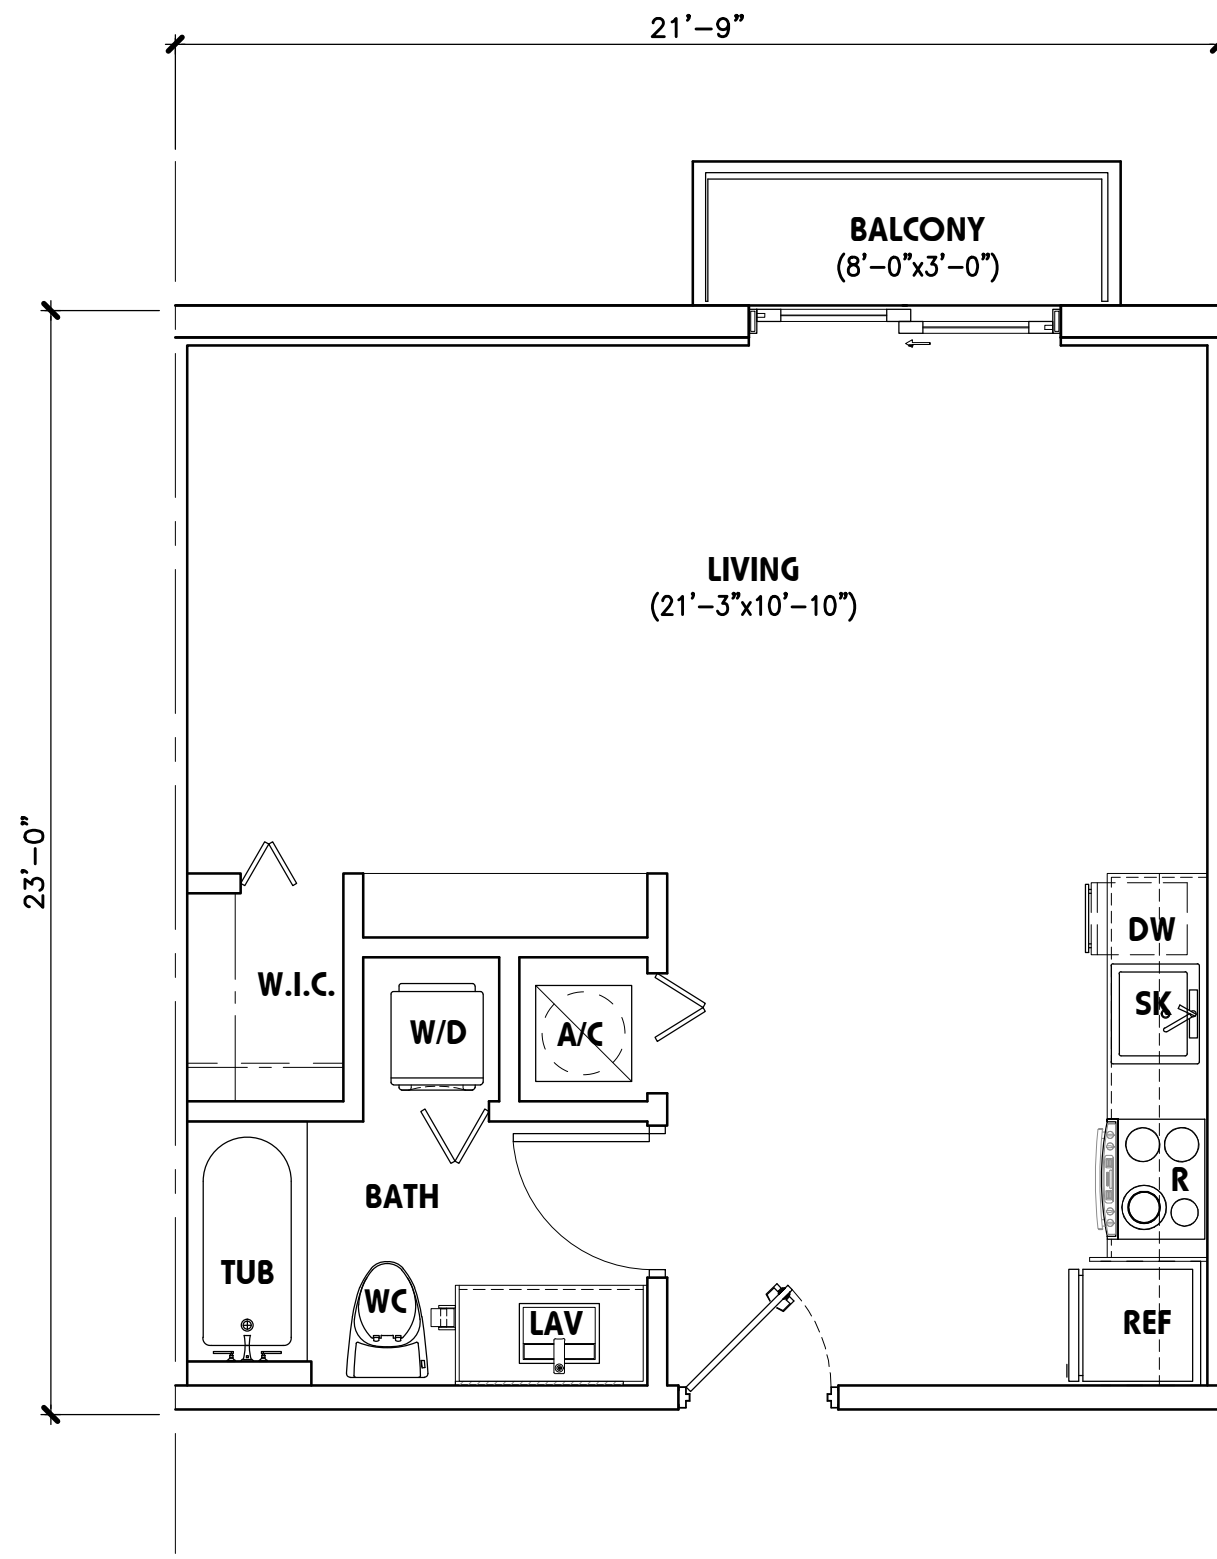 21'-9"
BALCONY
(8'-0"x3'-0")
LIVING
(21'-3"x10'-10")
23'-0"
DW
W.I.C.
SK
W/D
A/C
R
BATH
TUB
WC
LAV
REF